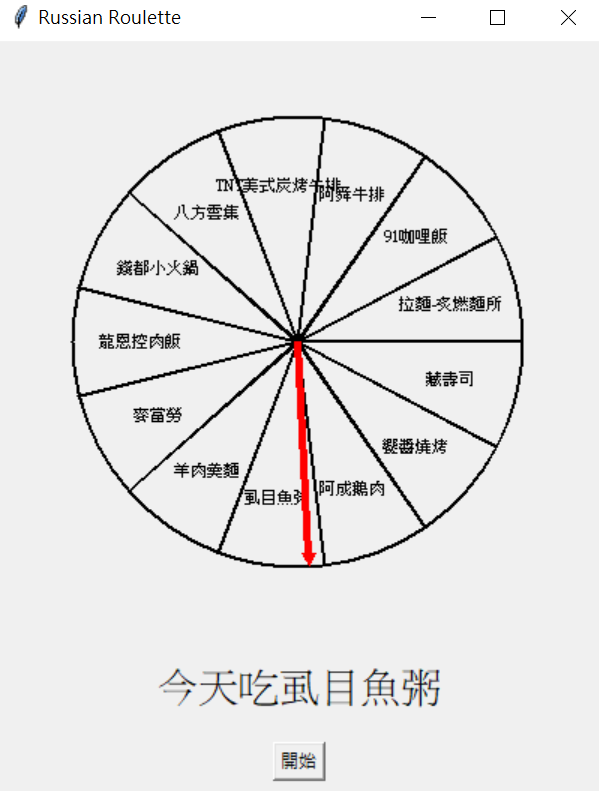 Russian Roulette
TNT美式炭烤牛排
阿舜牛排
八方雲集
91咖哩飯
錢都小火鍋
拉麵-炙燃麵所
龍恩控肉飯
藏壽司
麥當勞
饗醬燒烤
羊肉羹麵
虱目魚粥
阿成鵝肉
今天吃虱目魚粥
開始